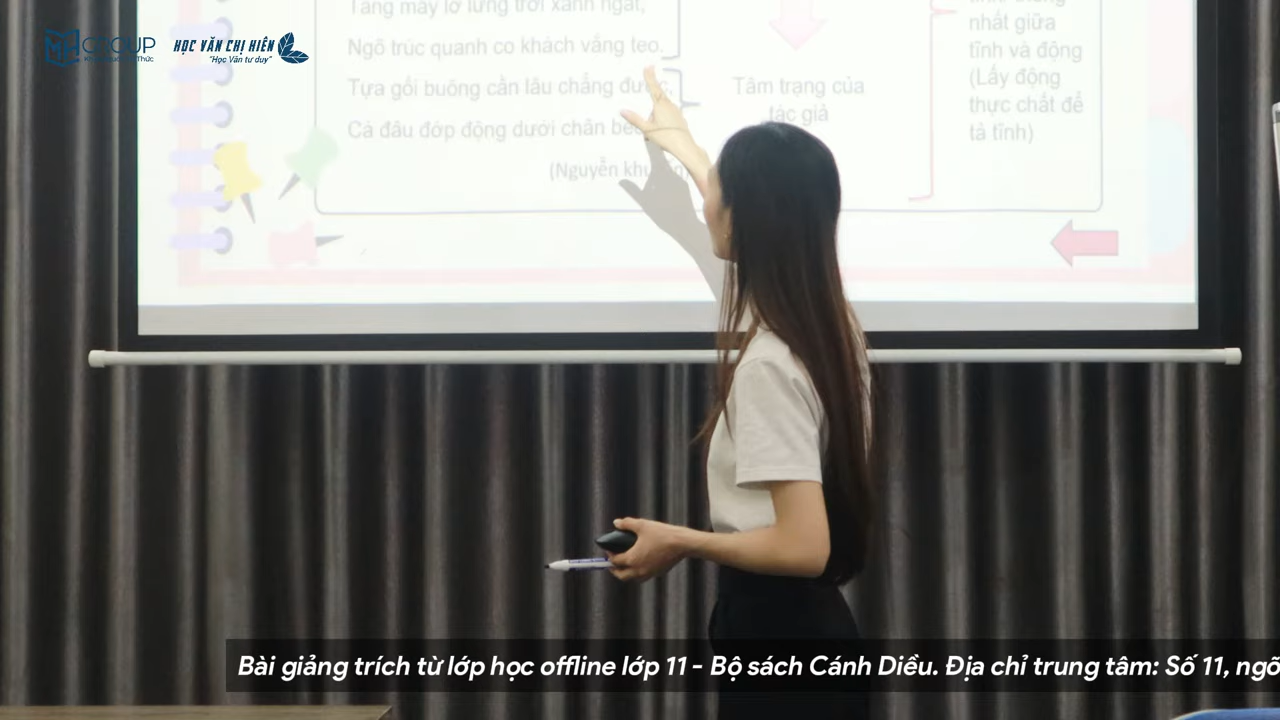 COCUP
HỌC VĂN CHỊ HIÊN
"Học Văn tư duy"
Tầng mây lơ lửng trời xanh ngắt,
Ngõ trúc quanh co khách vắng teo.
Tựa gối buông cần lâu chẳng được,
Cá đâu đớp động dưới chân bèo
(Nguyễn
Tâm trạng của
tác giả
nhất giữa
tĩnh và động
(Lấy động
thực chất để
tả tĩnh)
Bài giảng trích từ lớp học offline lớp 11 - Bộ sách Cánh Diều. Địa chỉ trung tâm: Số 11, ngõ